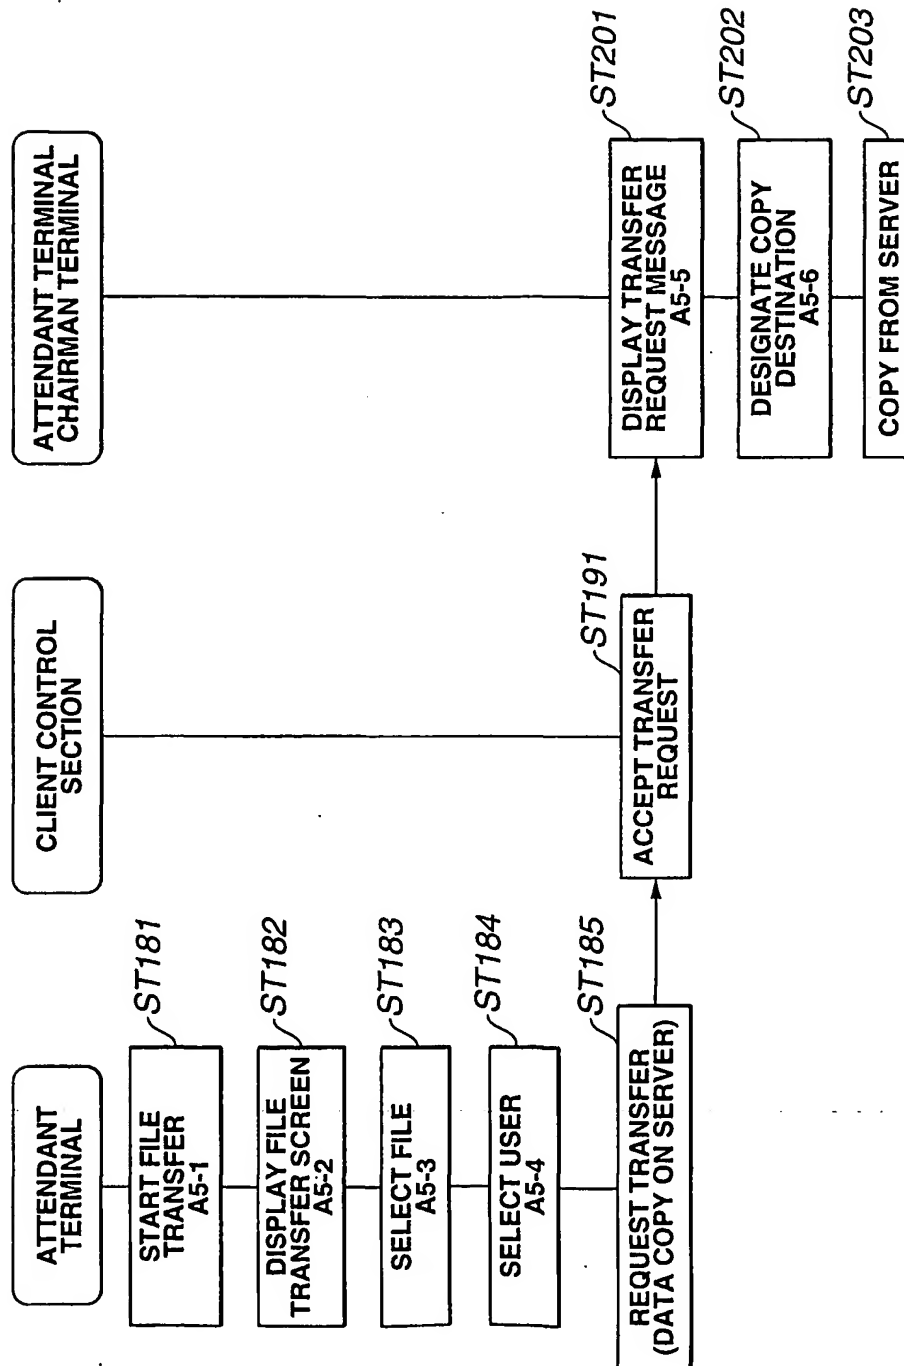 ATTENDANT
TERMINAL
START FILE
TRANSFER
A5-1
ST181
DISPLAY FILE
TRANSFER SCREEN
A5-2
ST182
SELECT FILE
A5-3
ST183
SELECT USER
A5-4
ST184
REQUEST TRANSFER
(DATA COPY ON SERVER)
ST185
CLIENT CONTROL
SECTION
ACCEPT TRANSFER
REQUEST
ST191
ATTENDANT TERMINAL
CHAIRMAN TERMINAL
DISPLAY TRANSFER
REQUEST MESSAGE
A5-5
ST201
DESIGNATE COPY
DESTINATION
A5-6
ST202
COPY FROM SERVER
ST203